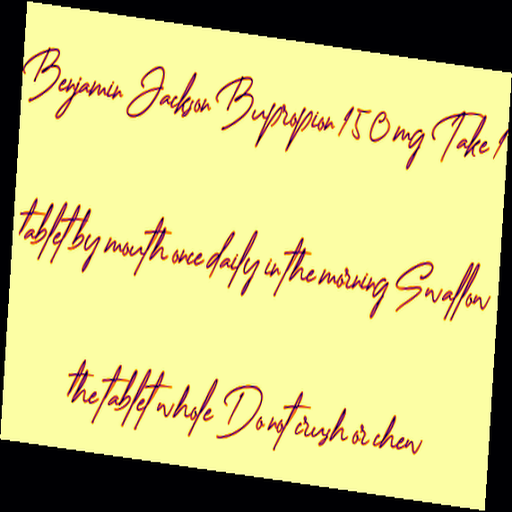 Benjamin Jackson Bupropion 150 mg Take 1
tablet by mouth once daily in the morning Swallow
the tablet whole Do not crush or chew